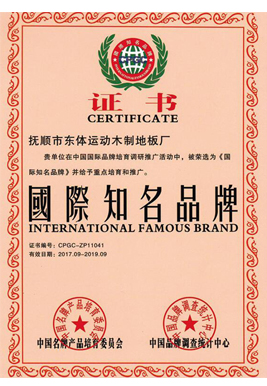 证书
CERTIFICATE
抚顺市东体运动木制地板厂
贵单位在中国国际品牌培育调研推广活动中，被荣选为《国
际知名品牌》并给予重点培育和推广。
國際知名品牌
INTERNATIONAL FAMOUS BRAND
证书编号：CPGC-ZP11041
有效日期：2017.09-2019.09
中国名牌产品培育委员会
中国品牌调查统计中心